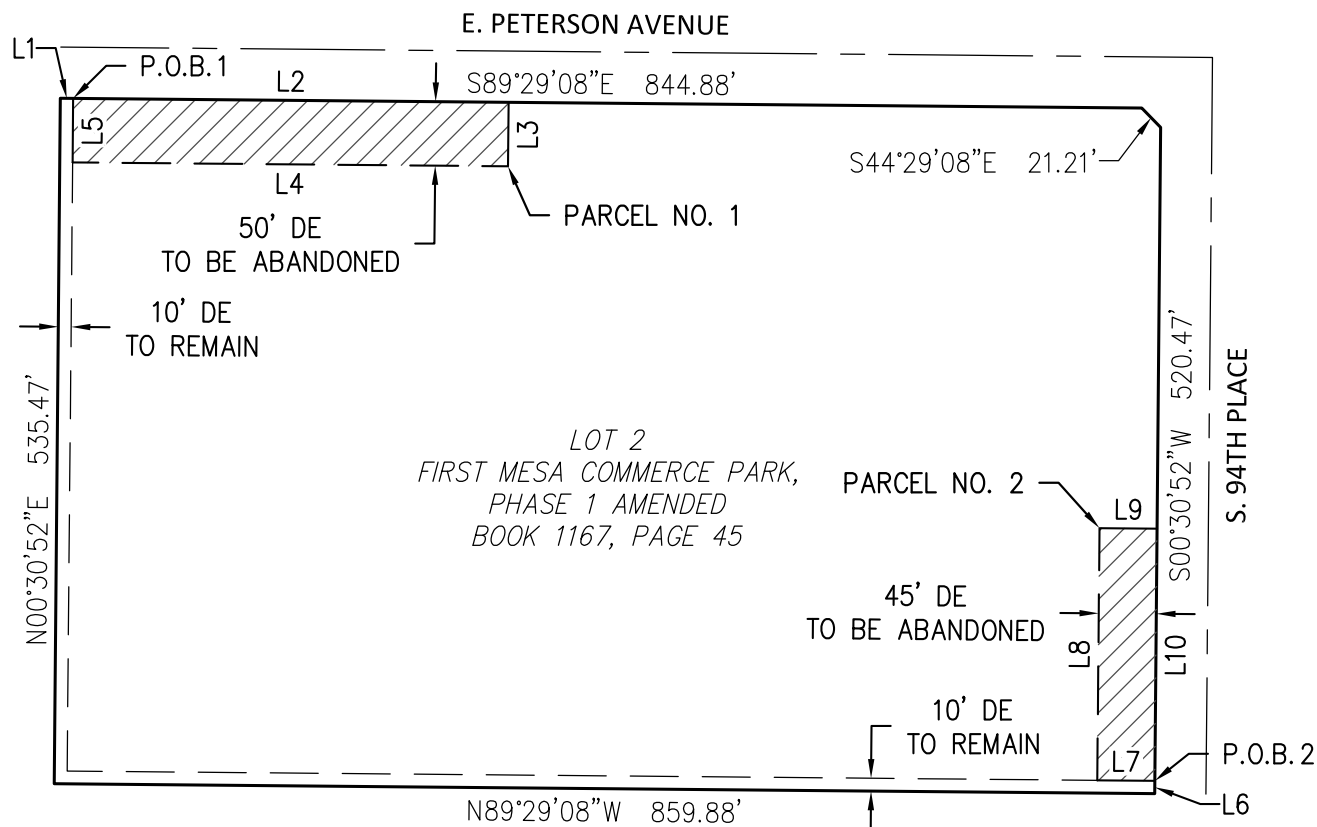 E. PETERSON AVENUE
L1
P.O.B.1
L2
S89°29'08"E 844.88'
L5
L3
S44°29'08"E 21.21'
L4
PARCEL NO. 1
50' DE
TO BE ABANDONED
10' DE
TO REMAIN
N00°30'52"E 535.47'
S00°30'52"W 520.47'
S. 94TH PLACE
LOT 2
FIRST MESA COMMERCE PARK,
PHASE 1 AMENDED
BOOK 1167, PAGE 45
PARCEL NO. 2
L9
45' DE
TO BE ABANDONED
L8
L10
10' DE
TO REMAIN
L7
P.O.B.2
L6
N89°29'08"W 859.88'